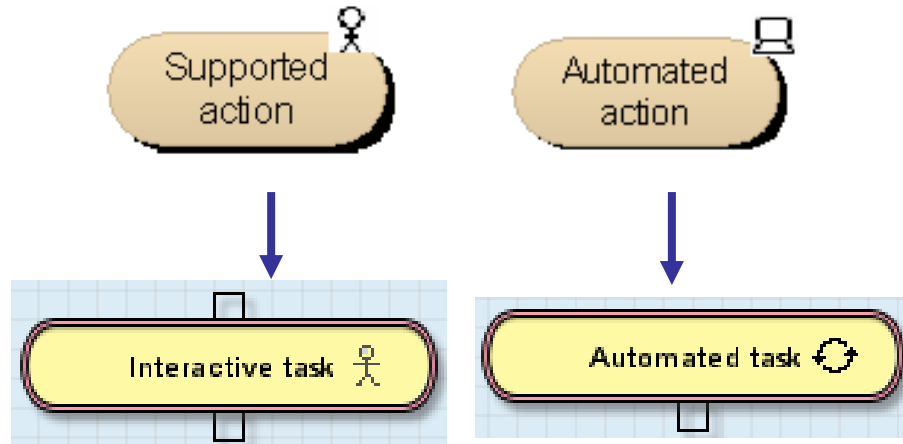 Supported
action
Automated
action
Interactive task
Automated task